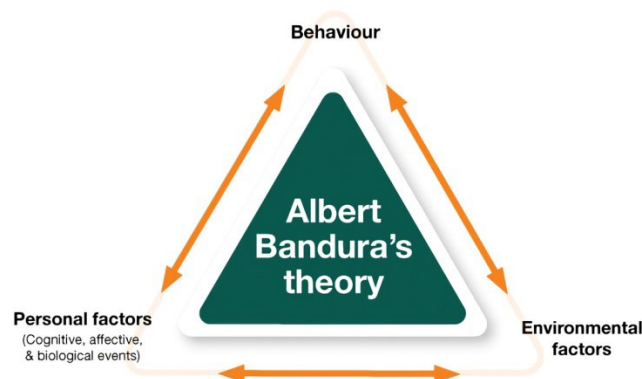 Behaviour
Albert
Bandura's
theory
Personal factors
(Cognitive, affective,
& biological events)
Environmental
factors